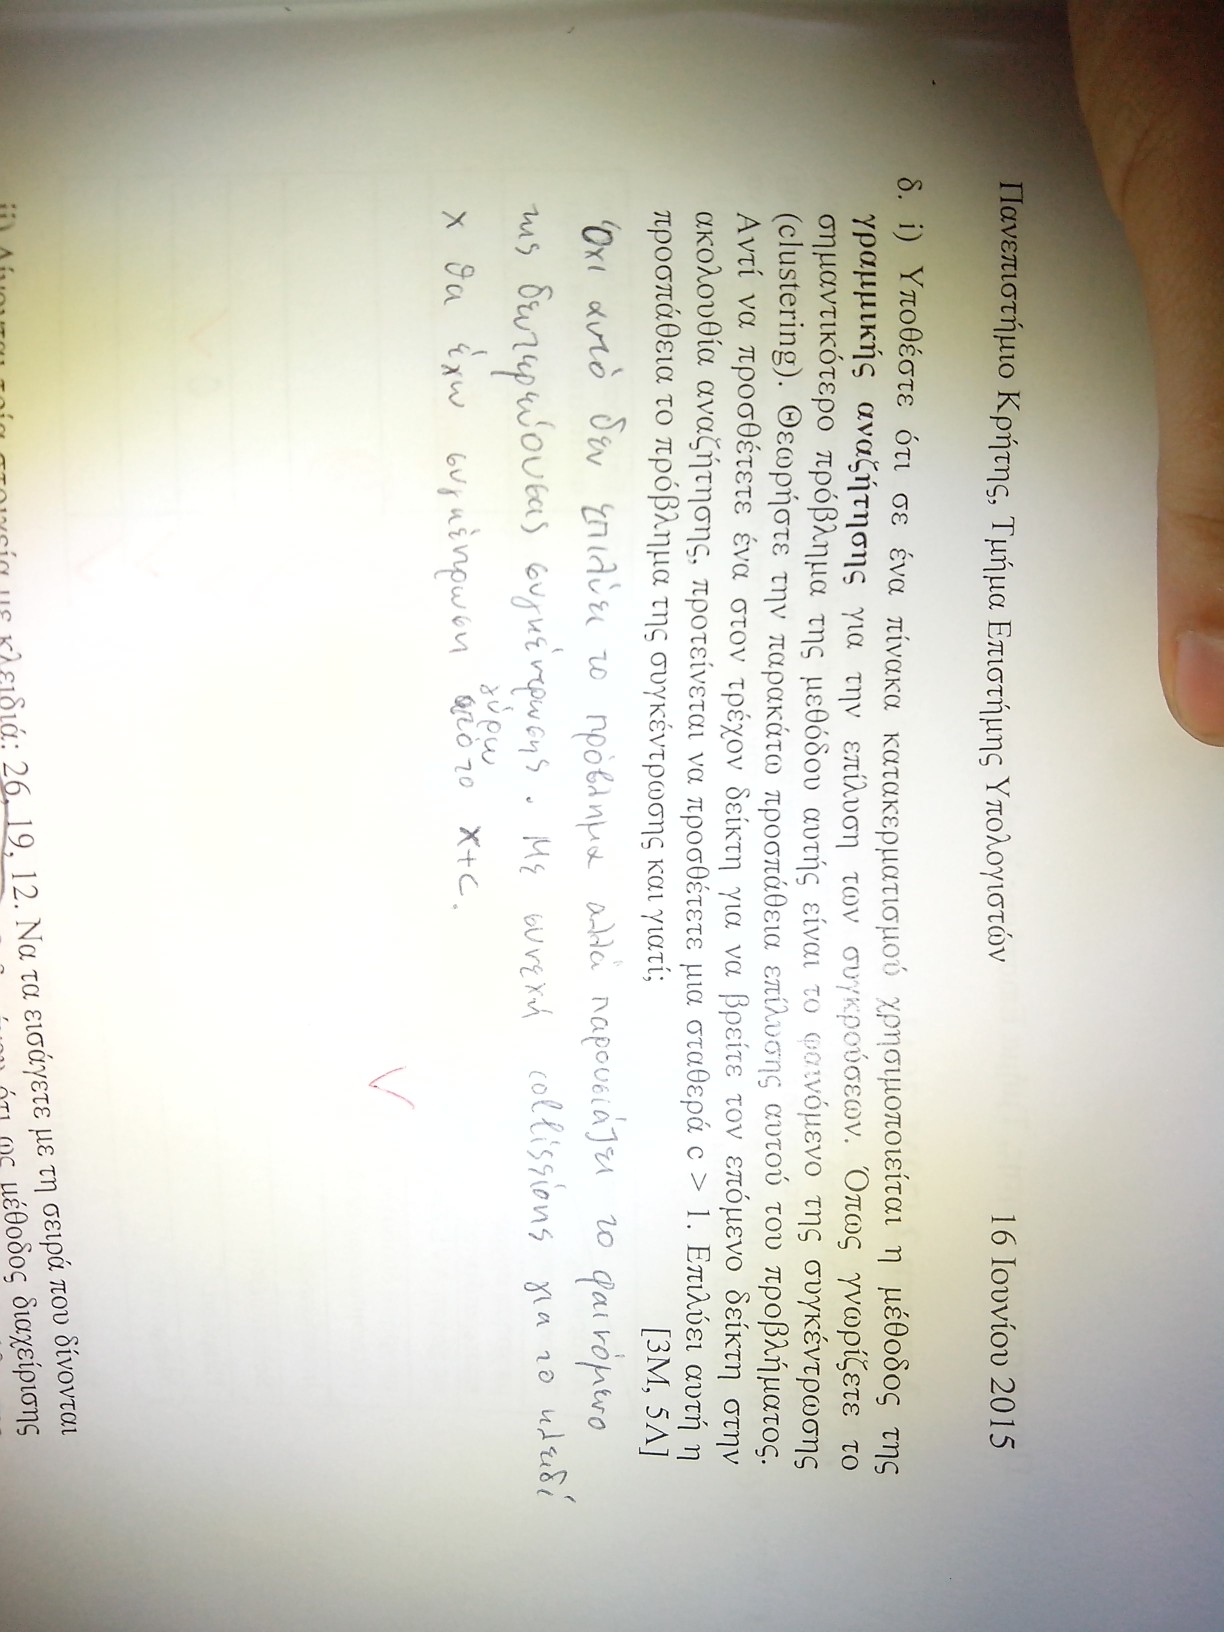 Πανεπιστήμιο Κρήτης, Τμήμα Επιστήμης Υπολογιστών 16 Ιουνίου 2015
δ. i) Υποθέστε ότι σε ένα πίνακα κατακερματισμού χρησιμοποιείται η μέθοδος της
γραμμικής αναζήτησης για την επίλυση των συγκρούσεων. Όπως γνωρίζετε το
σημαντικότερο πρόβλημα της μεθόδου αυτής είναι το φαινόμενο της συγκέντρωσης
(clustering). Θεωρήστε την παρακάτω προσπάθεια επίλυσης αυτού του προβλήματος.
Αντί να προσθέτετε ένα στον τρέχον δείκτη για να βρείτε τον επόμενο δείκτη στην
ακολουθία αναζήτησης, προτείνεται να προσθέτετε μια σταθερά c > 1. Επιλύει αυτή η
προσπάθεια το πρόβλημα της συγκέντρωσης και γιατί; [3Μ, 5Λ]
Όχι αυτό δεν επιλύει το πρόβλημα αλλά παρουσιάζει το φαινόμενο
της δευτερεύουσας συγκέντρωσης. Με συνεχή collissions για το κλειδί
γύρω
x θα έχω συγκέντρωση από το x+c.
ii) Δίνονται τρία στοιχεία με κλειδιά: 26, 19, 12. Να τα εισάγετε με τη σειρά που δίνονται
ότι ως μέθοδος διαχείρισης